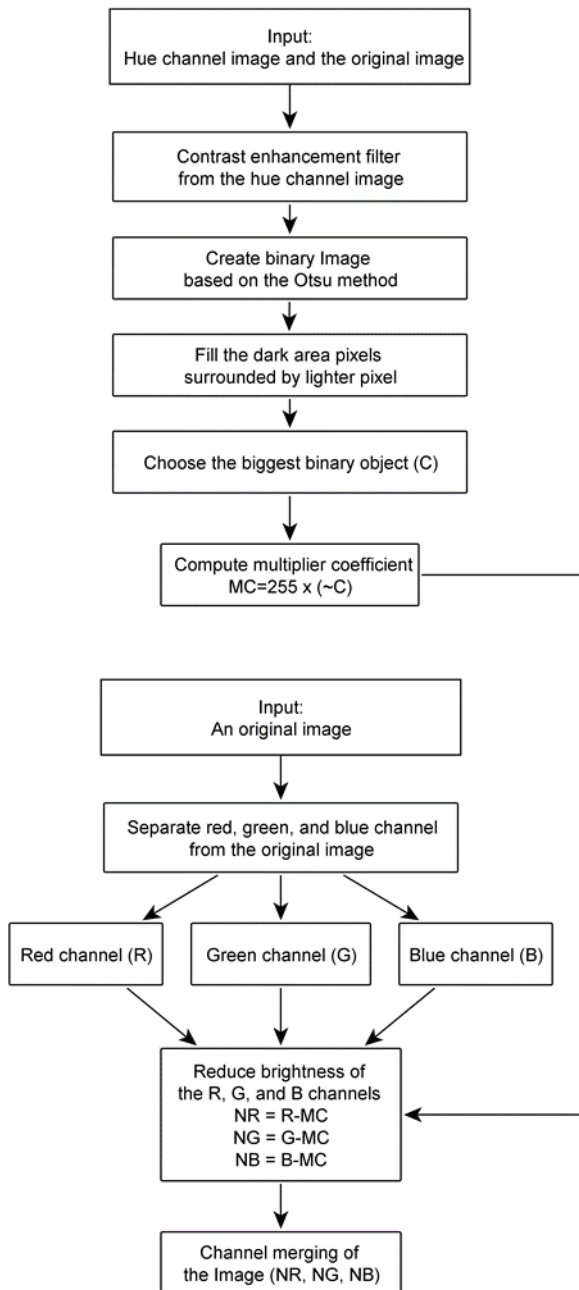 Input:
Hue channel image and the original image
Contrast enhancement filter
from the hue channel image
Create binary Image
based on the Otsu method
Fill the dark area pixels
surrounded by lighter pixel
Choose the biggest binary object (C)
Compute multiplier coefficient
MC=255 x (~C)
Input:
An original image
Separate red, green, and blue channel
from the original image
Red channel (R)
Green channel (G)
Blue channel (B)
Reduce brightness of
the R, G, and B channels
NR = R-MC
NG = G-MC
NB = B-MC
Channel merging of
the Image (NR, NG, NB)